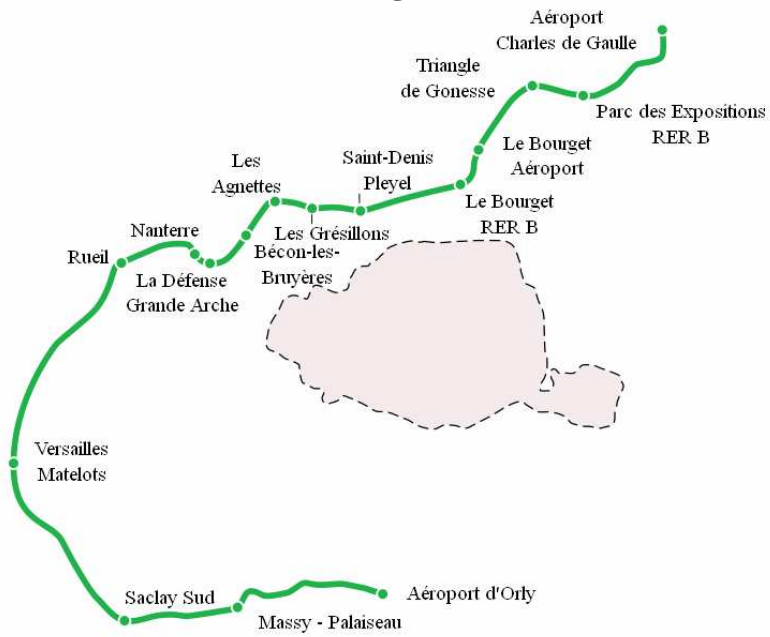 Aéroport
Charles de Gaulle
Triangle
de Gonesse
Parc des Expositions
RER B
Le Bourget
Aéroport
Saint-Denis
Pleyel
Les
Agnettes
Le Bourget
RER B
Les Grésillons
Bécon-les-
Bruyères
Nanterre
Rueil
La Défense
Grande Arche
Versailles
Matelots
Saclay Sud
Aéroport d'Orly
Massy - Palaiseau